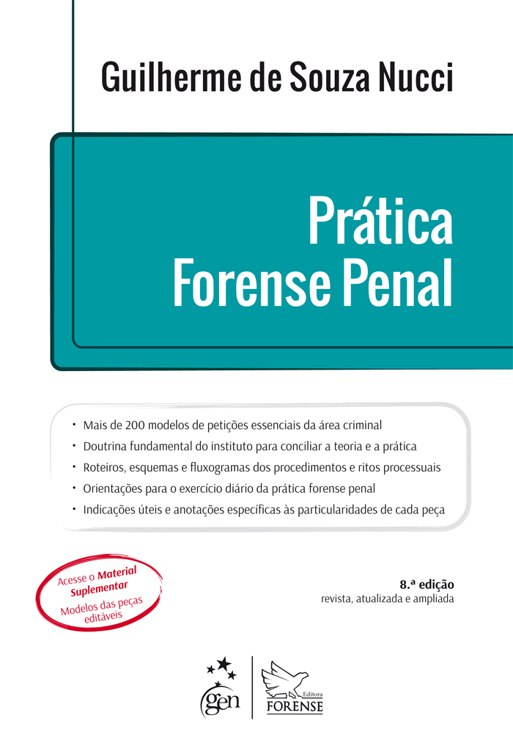 Guilherme de Souza Nucci
Prática
Forense Penal
• Mais de 200 modelos de petições essenciais da área criminal
• Doutrina fundamental do instituto para conciliar a teoria e a prática
• Roteiros, esquemas e fluxogramas dos procedimentos e ritos processuais
• Orientações para o exercício diário da prática forense penal
• Indicações úteis e anotações específicas às particularidades de cada peça
Acesse o Material
Suplementar
Modelos das peças
editáveis
8.ª edição
revista, atualizada e ampliada
gen
Editora
FORENSE